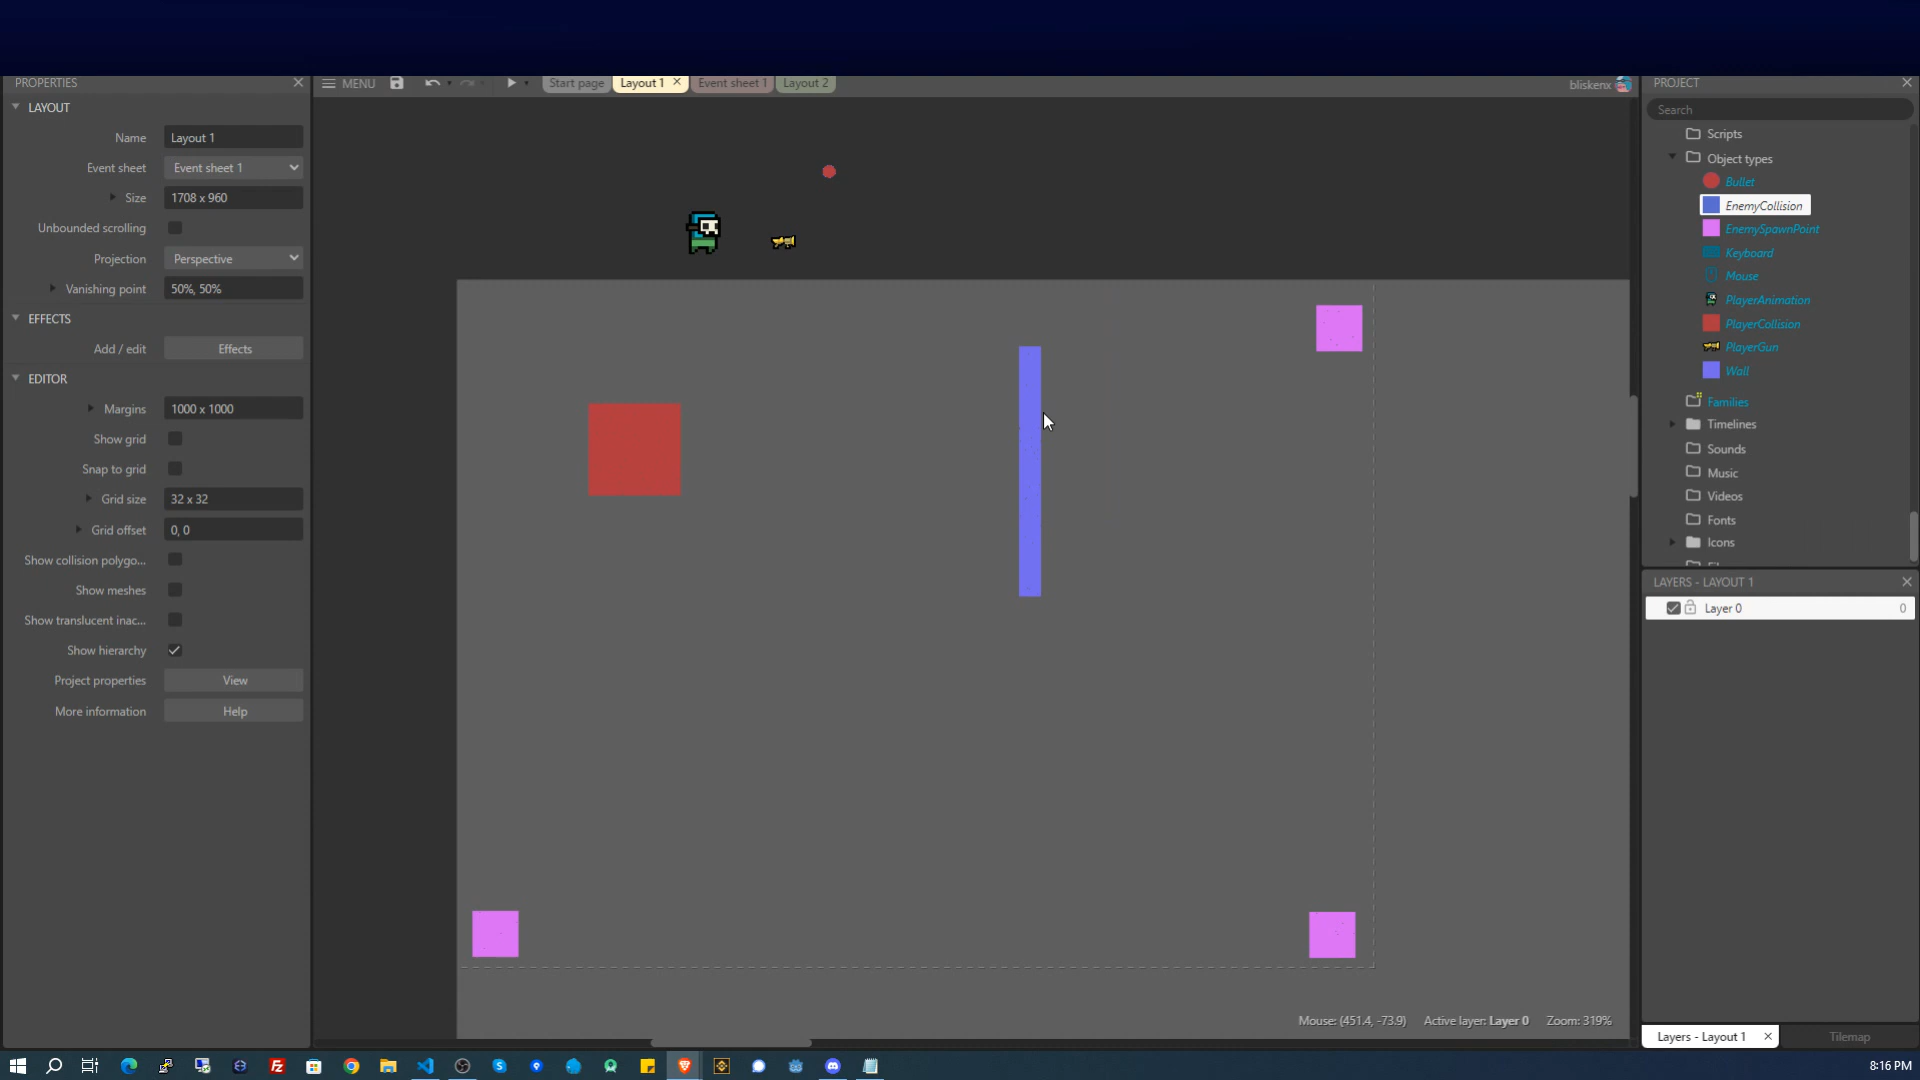 PROPERTIES
MENU
Start page
Layout 1
Event sheet 1
Layout 2
bliskenx
PROJECT
LAYOUT
Name
Layout 1
Event sheet
Event sheet 1
Size
1708 x 960
Unbounded scrolling
Projection
Perspective
Vanishing point
50%, 50%
EFFECTS
Add / edit
Effects
EDITOR
Margins
1000 x 1000
Show grid
Snap to grid
Grid size
32 x 32
Grid offset
0, 0
Show collision polygo...
Show meshes
Show translucent inac...
Show hierarchy
Project properties
View
More information
Help
Search
Scripts
Object types
Bullet
EnemyCollision
EnemySpawnPoint
Keyboard
Mouse
PlayerAnimation
PlayerCollision
PlayerGun
Wall
Families
Timelines
Sounds
Music
Videos
Fonts
Icons
LAYERS - LAYOUT 1
Layer 0
0
Mouse: (451.4, -73.9)
Active layer: Layer 0
Zoom: 319%
Layers - Layout 1
Tilemap
8:16 PM